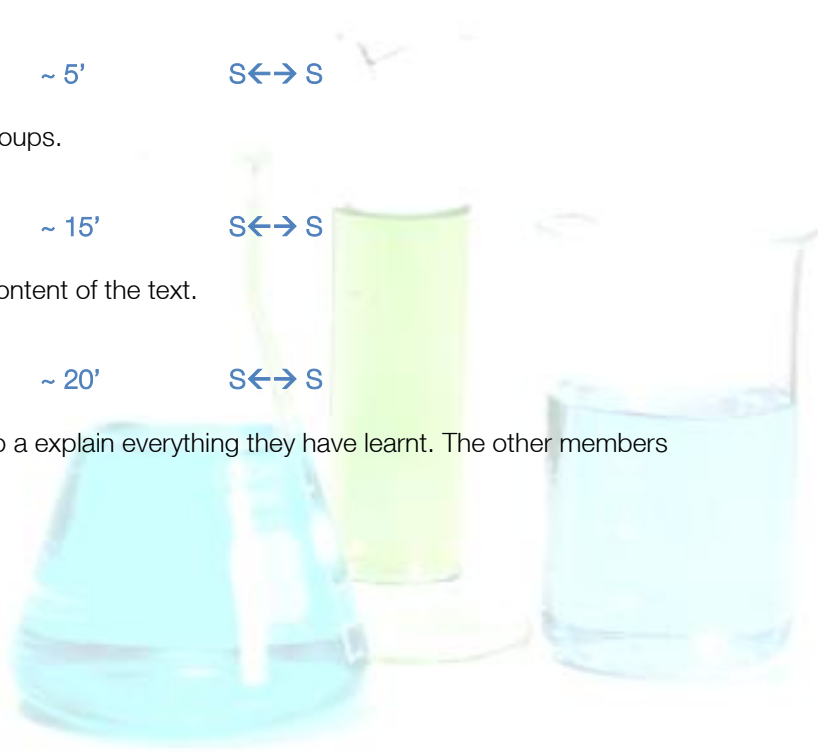 ~ 5’ S←→ S
oups.
~ 15’ S←→ S
ontent of the text.
~ 20’ S←→ S
o a explain everything they have learnt. The other members